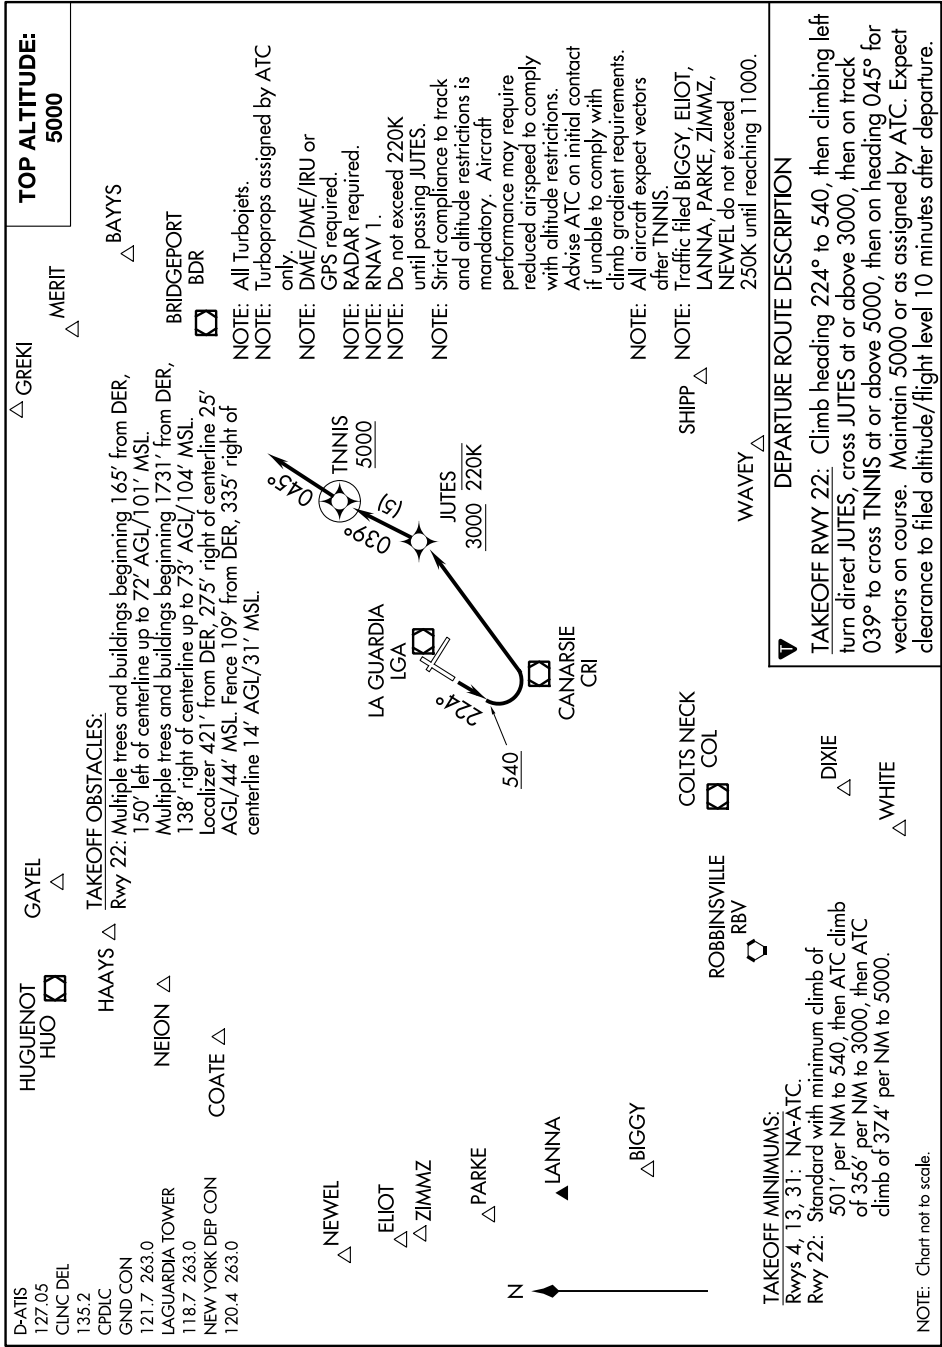 D-ATIS
127.05
CLNC DEL
135.2
CPDLC
GND CON
121.7 263.0
LAGUARDIA TOWER
118.7 263.0
NEW YORK DEP CON
120.4 263.0
TOP ALTITUDE:
5000
HUGUENOT
HUO
GAYEL
HAAYS
NEION
COATE
GREKI
MERIT
BAYYS
BRIDGEPORT
BDR
TAKEOFF OBSTACLES:
Rwy 22: Multiple trees and buildings beginning 165' from DER,
150' left of centerline up to 72' AGL/101' MSL.
Multiple trees and buildings beginning 1731' from DER,
138' right of centerline up to 73' AGL/104' MSL.
Localizer 421' from DER, 275' right of centerline 25'
AGL/44' MSL. Fence 109' from DER, 335' right of
centerline 14' AGL/31' MSL.
NOTE: All Turbojets.
NOTE: Turboprops assigned by ATC
only.
NOTE: DME/DME/IRU or
GPS required.
NOTE: RADAR required.
NOTE: RNAV 1.
NOTE: Do not exceed 220K
until passing JUTES.
NOTE: Strict compliance to track
and altitude restrictions is
mandatory. Aircraft
performance may require
reduced airspeed to comply
with altitude restrictions.
Advise ATC on initial contact
if unable to comply with
climb gradient requirements.
NOTE: All aircraft expect vectors
after TNNIS.
NOTE: Traffic filed BIGGY, ELIOT,
LANNA, PARKE, ZIMMZ,
NEWEL do not exceed
250K until reaching 11000.
045°
TNNIS
5000
(5)
039°
JUTES
3000 220K
LA GUARDIA
LGA
224°
540
CANARSIE
CRI
NEWEL
ELIOT
ZIMMZ
PARKE
LANNA
BIGGY
N
COLTS NECK
COL
ROBBINSVILLE
RBV
DIXIE
WHITE
SHIPP
WAVEY
TAKEOFF MINIMUMS:
Rwys 4, 13, 31: NA-ATC.
Rwy 22: Standard with minimum climb of
501' per NM to 540, then ATC climb
of 356' per NM to 3000, then ATC
climb of 374' per NM to 5000.
NOTE: Chart not to scale.
T
DEPARTURE ROUTE DESCRIPTION
TAKEOFF RWY 22: Climb heading 224° to 540, then climbing left
turn direct JUTES, cross JUTES at or above 3000, then on track
039° to cross TNNIS at or above 5000, then on heading 045° for
vectors on course. Maintain 5000 or as assigned by ATC. Expect
clearance to filed altitude/flight level 10 minutes after departure.